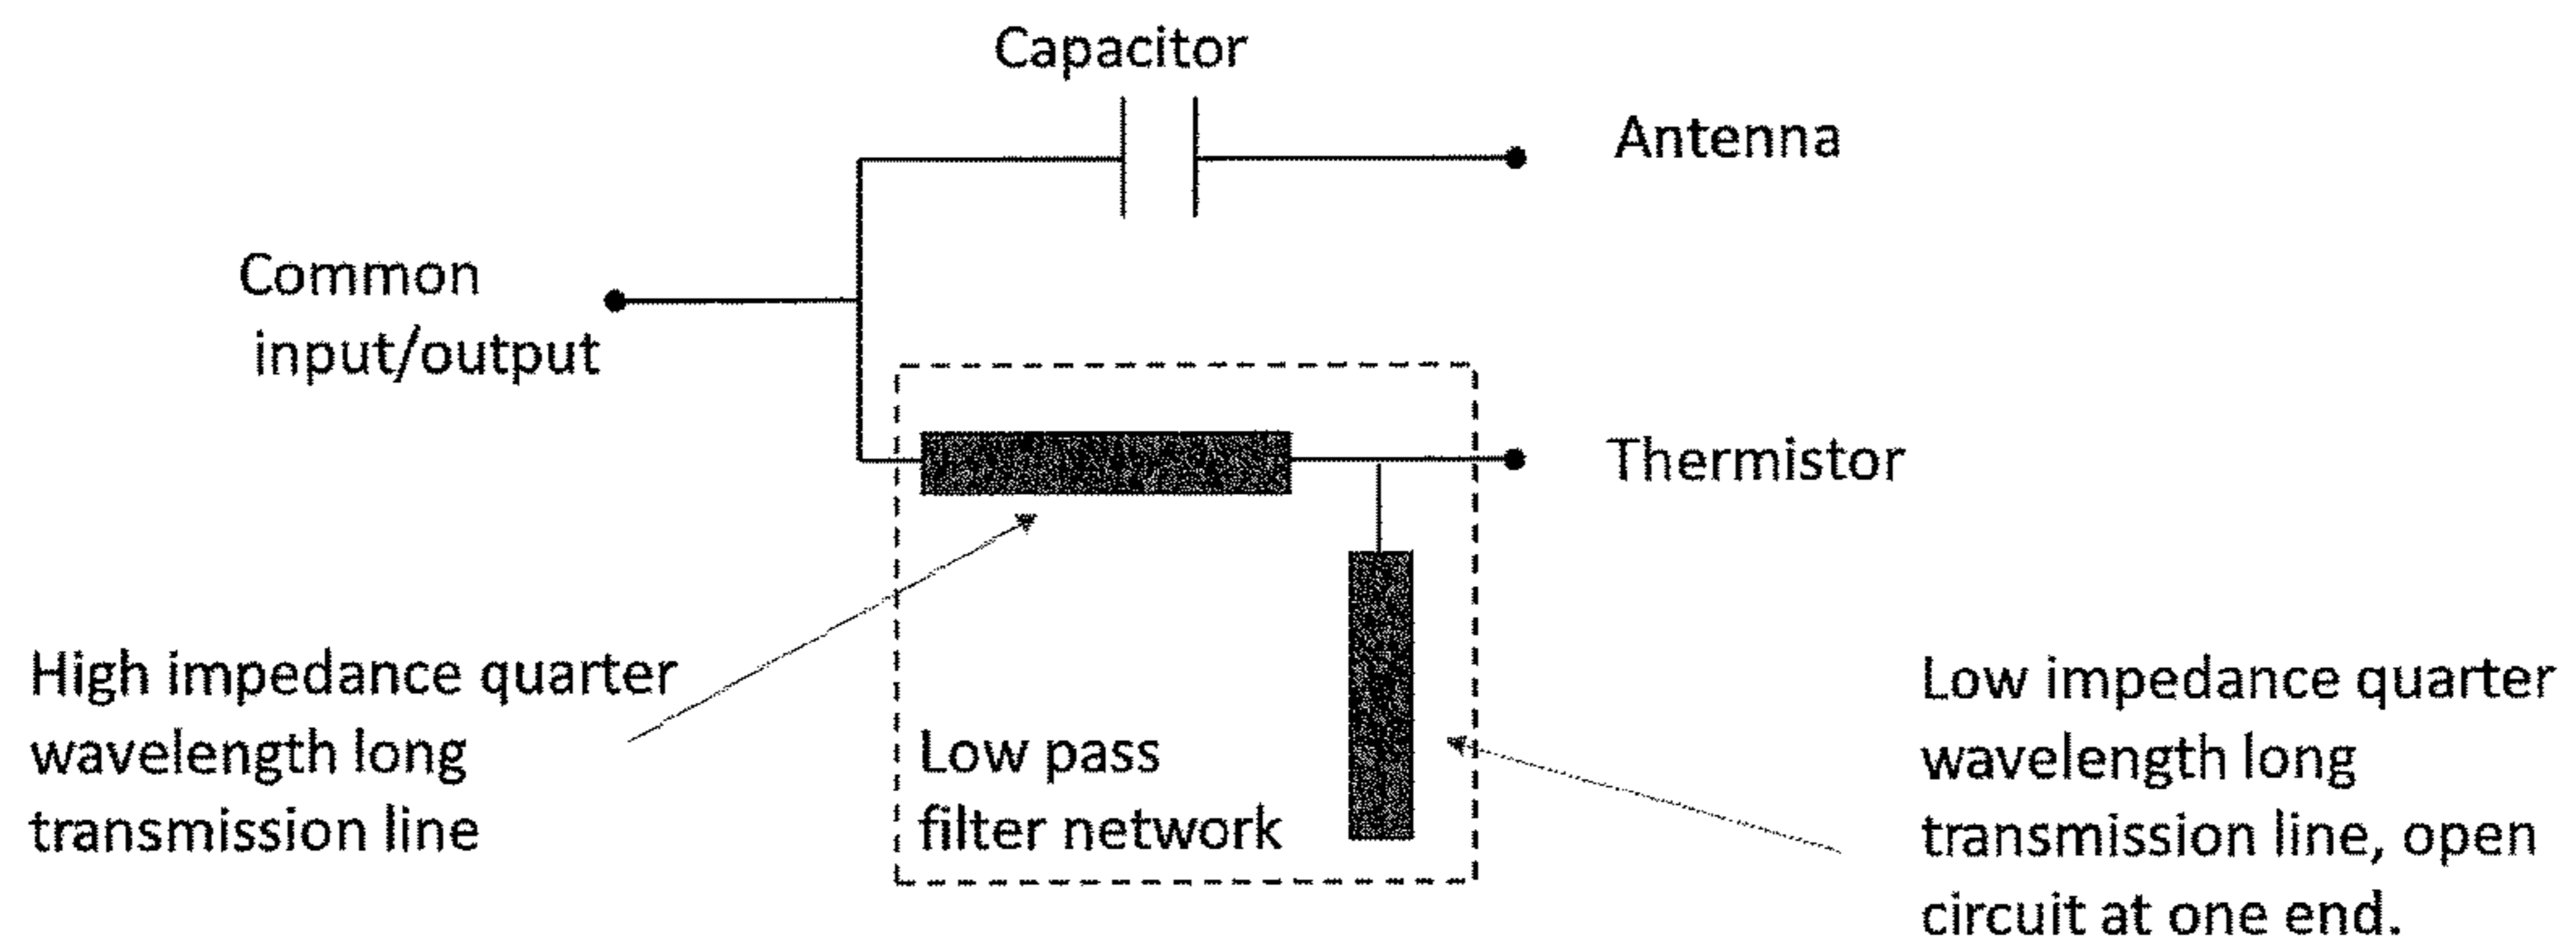 Capacitor
Antenna
Common
input/output
Thermistor
High impedance quarter
wavelength long
transmission line
Low pass
filter network
Low impedance quarter
wavelength long
transmission line, open
circuit at one end.